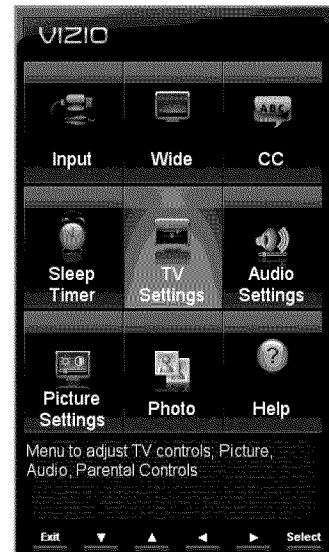 VIZIO
Input Wide CC
ABC
Sleep Timer TV Settings Audio Settings
Picture Settings Photo Help
?
Menu to adjust TV controls, Picture,
Audio, Parental Controls
Exit ▼ ▲ ◀ ▶ Select